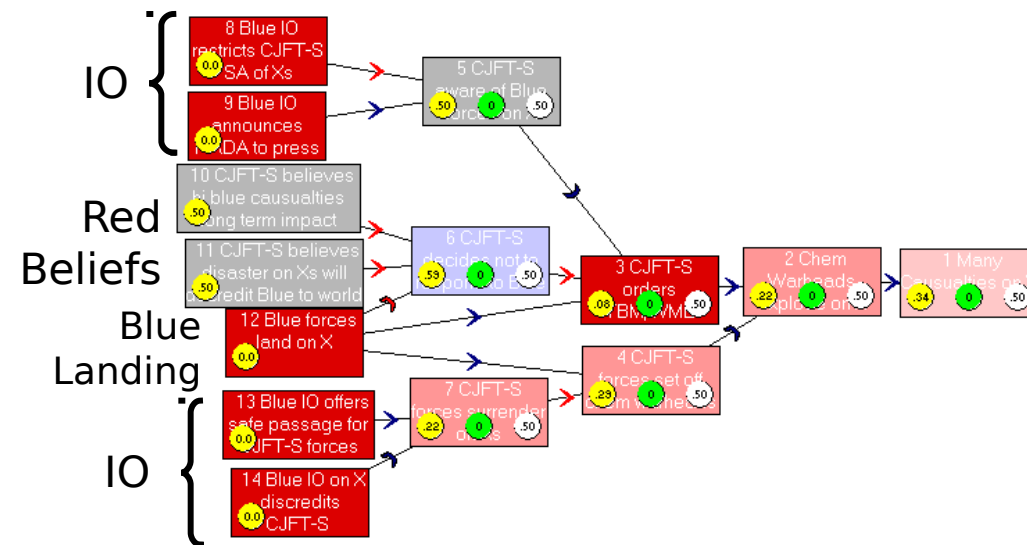 IO
8 Blue IO
restricts CJFT-S
SA of Xs
0.0
9 Blue IO
announces
to press
0.0
5 CJFT-S
aware of Blue
on
.50
0
.50
Red
Beliefs
10 CJFT-S believes
hi blue causualties
long term impact
.50
11 CJFT-S believes
disaster on Xs will
discredit Blue to world
.50
6 CJFT-S
decides not to
.59
0
.50
3 CJFT-S
orders
.08
0
.50
2 Chem
Warheads
.22
0
.50
1 Many
Casualties on
.34
0
.50
Blue
Landing
12 Blue forces
land on X
0.0
4 CJFT-S
forces set off
.29
0
.50
7 CJFT-S
forces surrender
.22
0
.50
IO
13 Blue IO offers
safe passage for
CJFT-S forces
0.0
14 Blue IO on X
discredits
CJFT-S
0.0